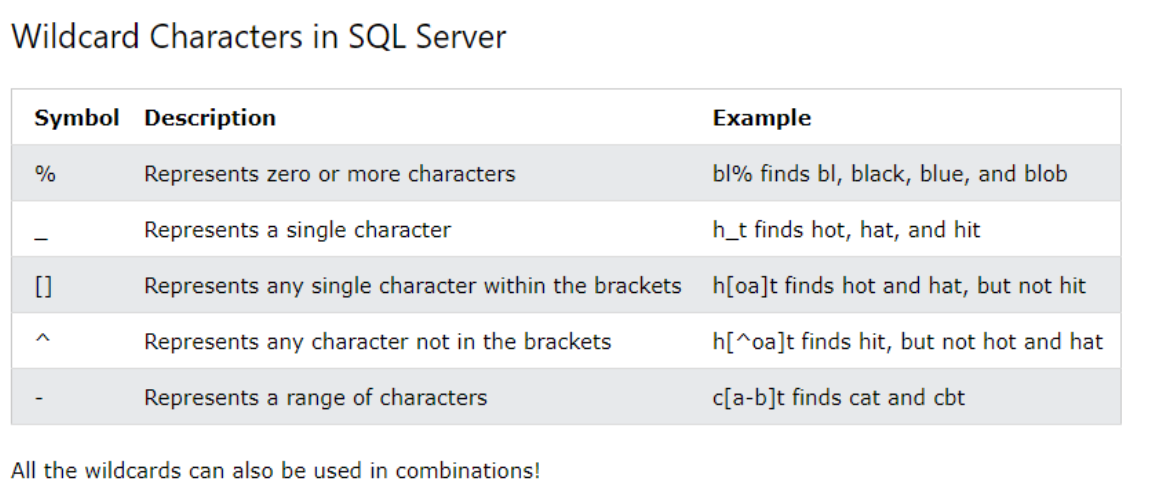 Wildcard Characters in SQL Server
Symbol Description Example
% Represents zero or more characters bl% finds bl, black, blue, and blob
_ Represents a single character h_t finds hot, hat, and hit
[] Represents any single character within the brackets h[oa]t finds hot and hat, but not hit
^ Represents any character not in the brackets h[^oa]t finds hit, but not hot and hat
- Represents a range of characters c[a-b]t finds cat and cbt
All the wildcards can also be used in combinations!